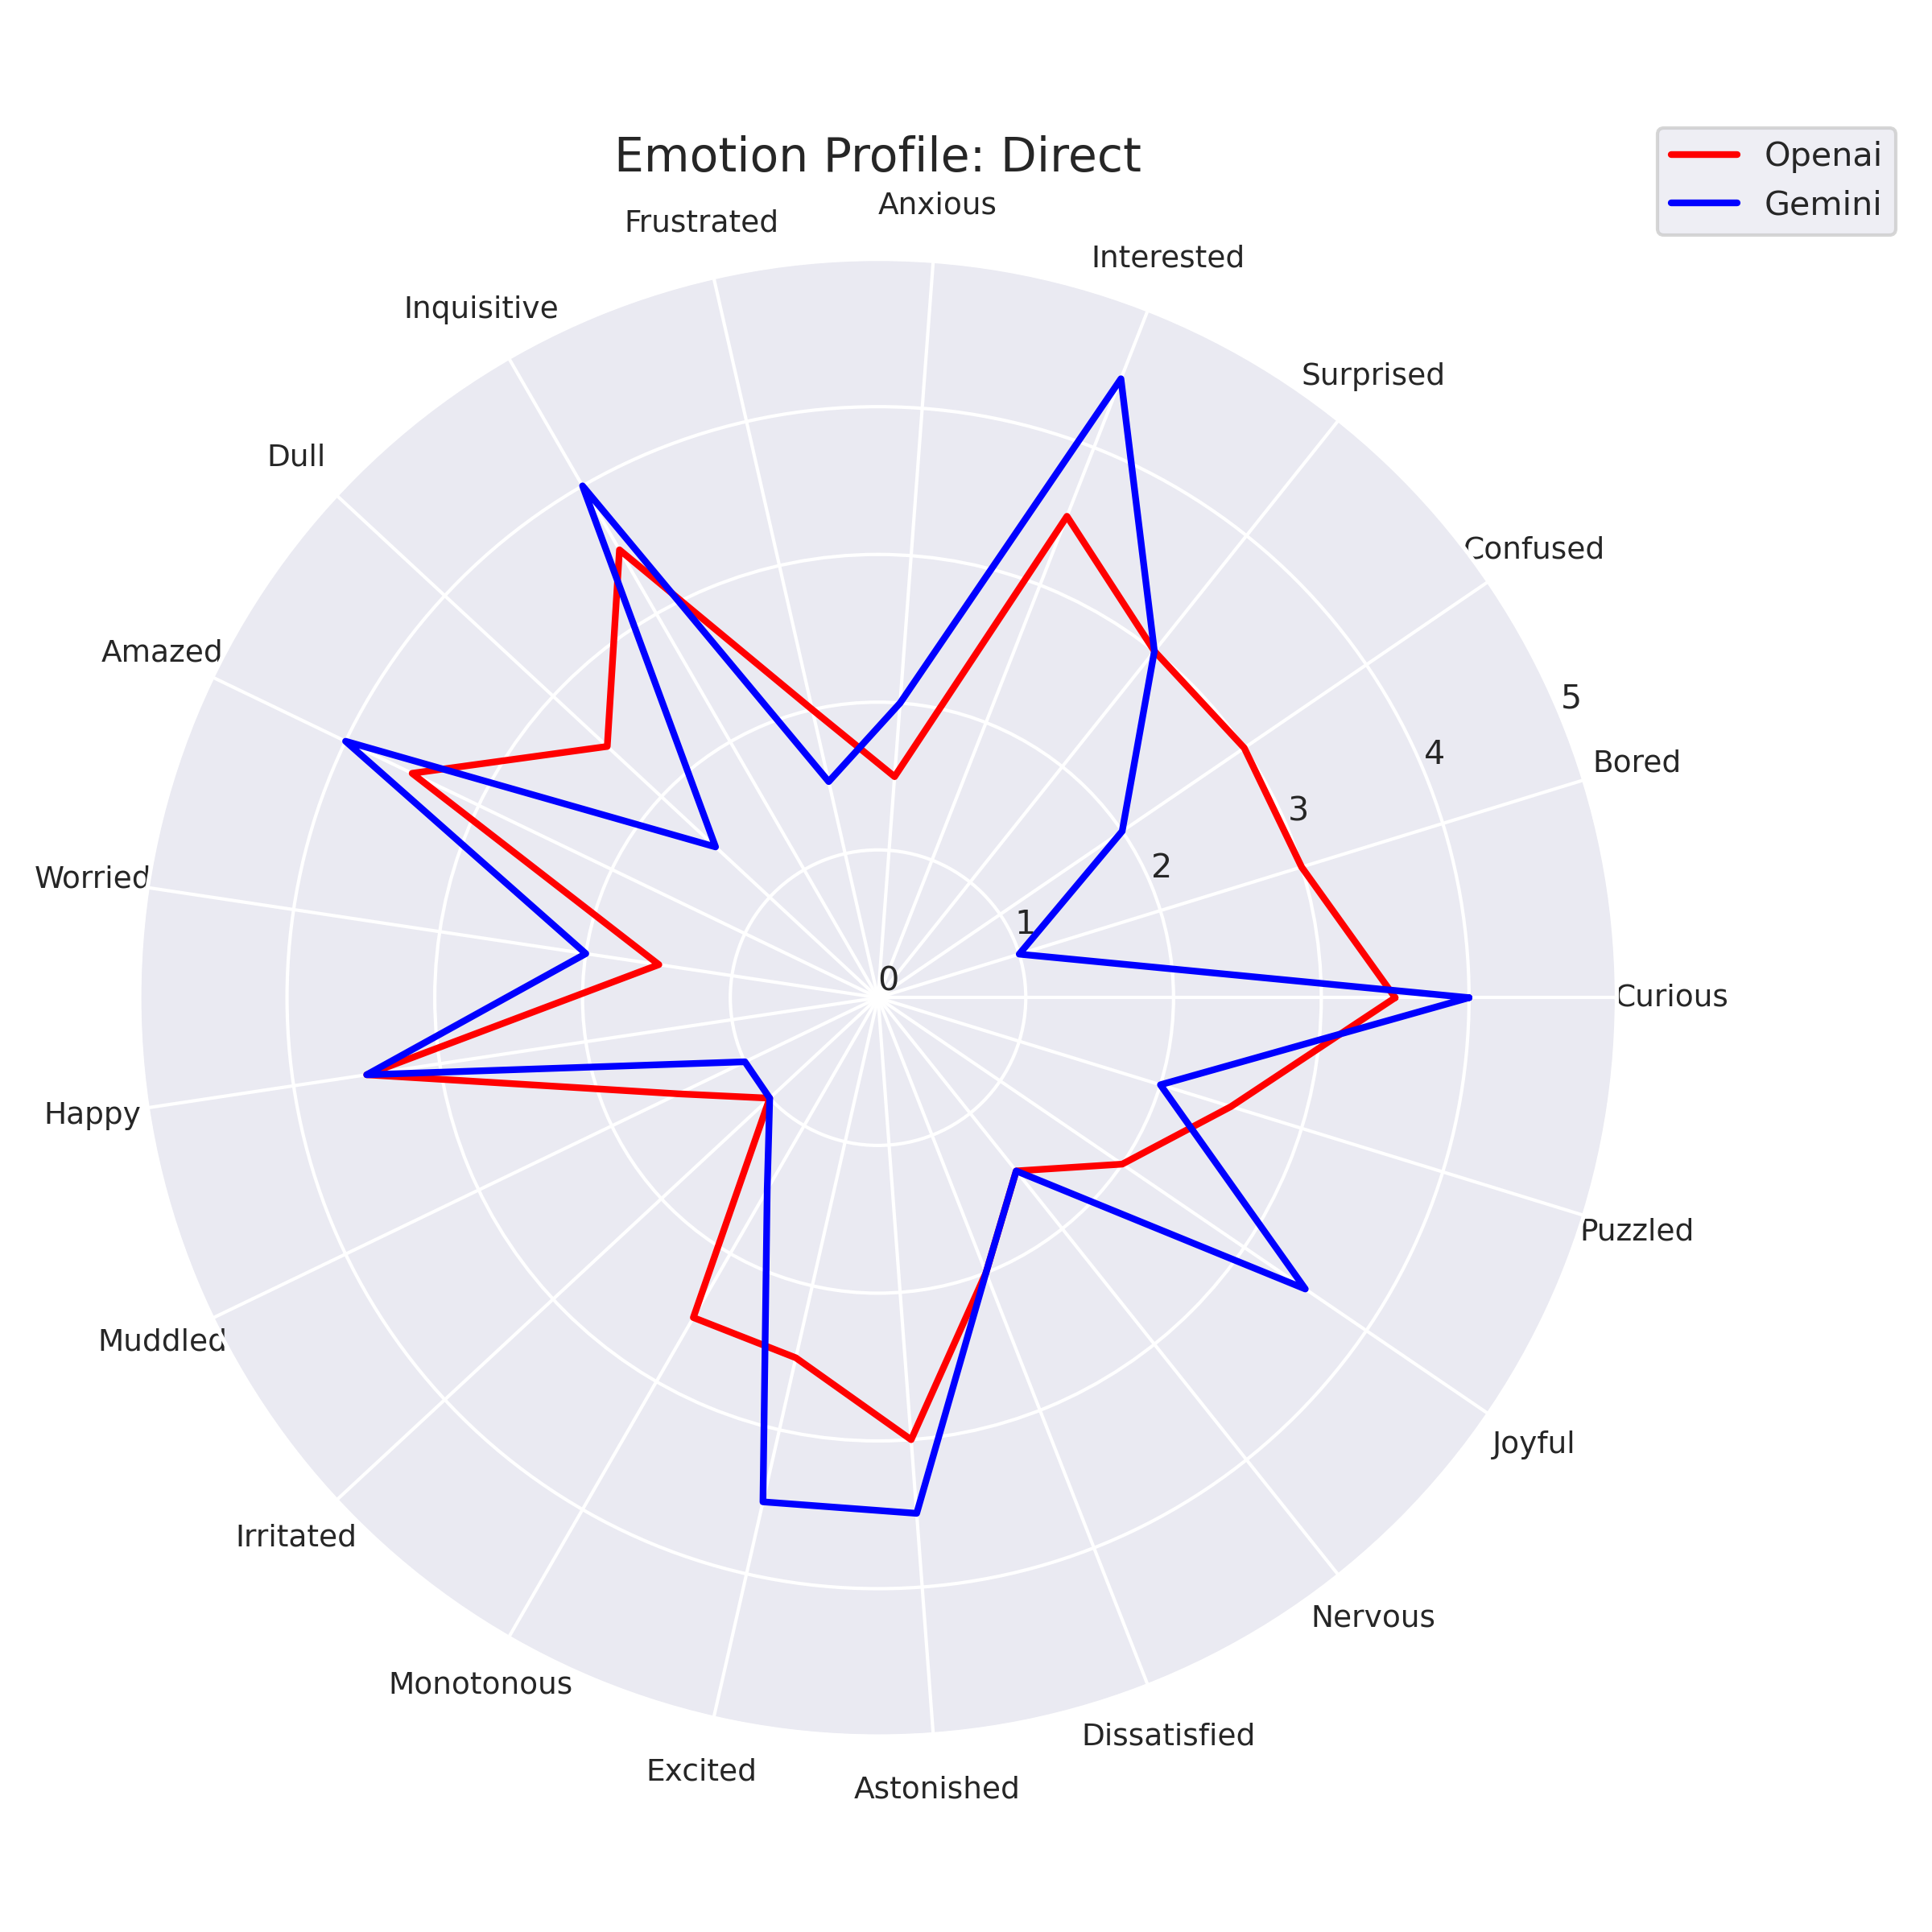 Emotion Profile: Direct
Openai
Gemini
Anxious
Frustrated
Interested
Inquisitive
Surprised
Dull
Confused
Amazed
5
4
Bored
3
Worried
2
1
0
Curious
Happy
Puzzled
Muddled
Joyful
Irritated
Nervous
Monotonous
Dissatisfied
Excited
Astonished